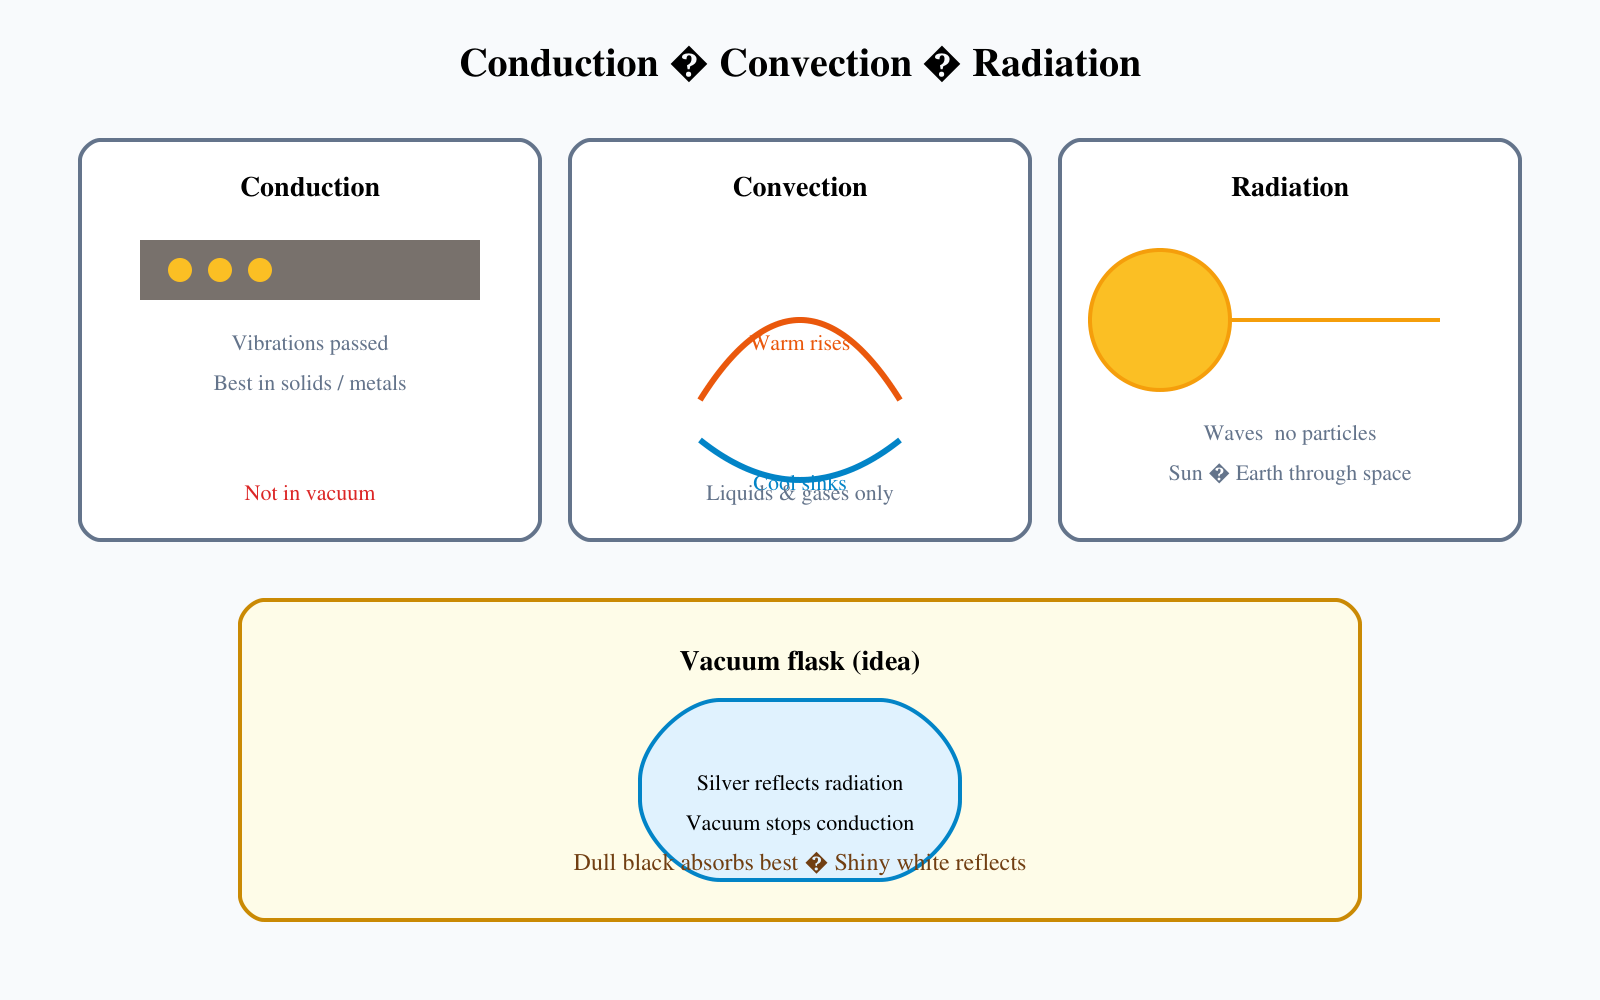 Conduction � Convection � Radiation
Conduction
Vibrations passed
Best in solids / metals
Not in vacuum
Convection
Warm rises
Cool sinks
Liquids & gases only
Radiation
Waves  no particles
Sun � Earth through space
Vacuum flask (idea)
Silver reflects radiation
Vacuum stops conduction
Dull black absorbs best � Shiny white reflects